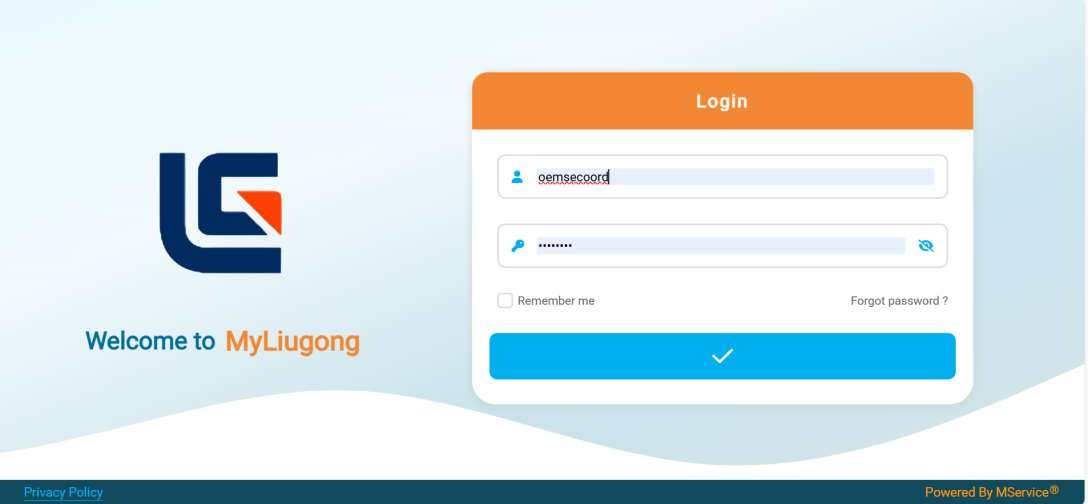 Login
oemsecoord
••••••••
Remember me
Forgot password ?
Welcome to MyLiugong
Privacy Policy
Powered By MService®